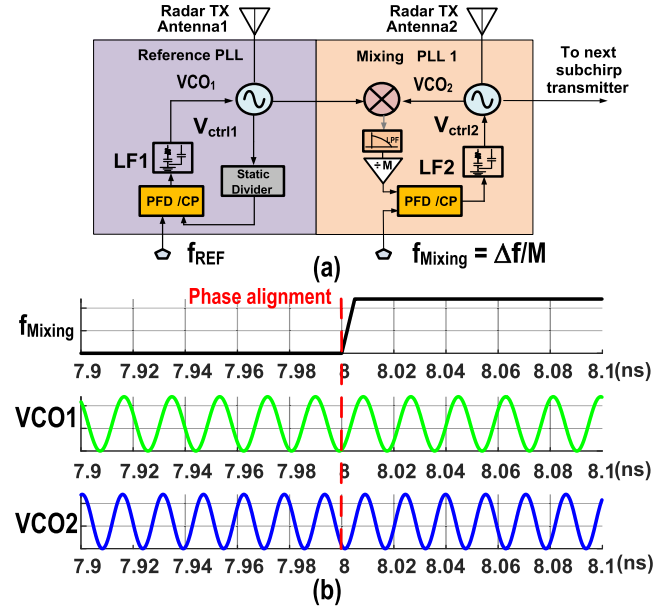 Radar TX
Antenna1
Radar TX
Antenna2
Reference PLL
Mixing PLL 1
To next
subchirp
transmitter
VCO1
VCO2
Vctrl1
Vctrl2
LPF
÷M
LF1
LF2
Static
Divider
PFD /CP
PFD /CP
fREF
fMixing = Δf/M
(a)
Phase alignment
fMixing
7.9 7.92 7.94 7.96 7.98 8 8.02 8.04 8.06 8.08 8.1(ns)
VCO1
7.9 7.92 7.94 7.96 7.98 8 8.02 8.04 8.06 8.08 8.1(ns)
VCO2
7.9 7.92 7.94 7.96 7.98 8 8.02 8.04 8.06 8.08 8.1(ns)
(b)